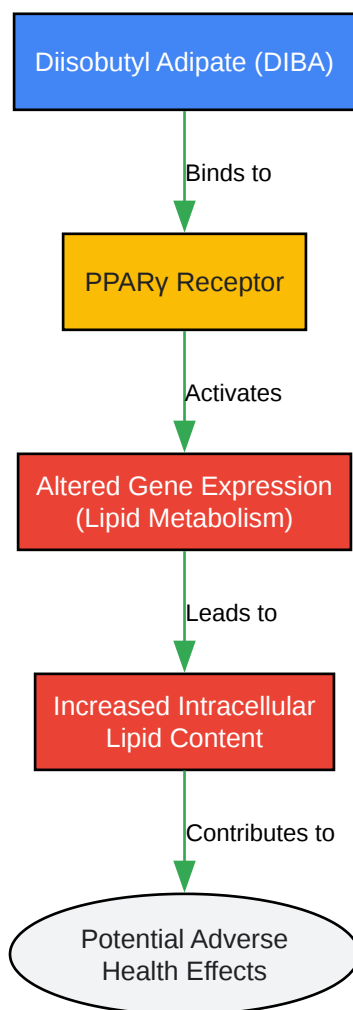 Diisobutyl Adipate (DIBA)
Binds to
PPARγ Receptor
Activates
Altered Gene Expression
(Lipid Metabolism)
Leads to
Increased Intracellular
Lipid Content
Contributes to
Potential Adverse
Health Effects